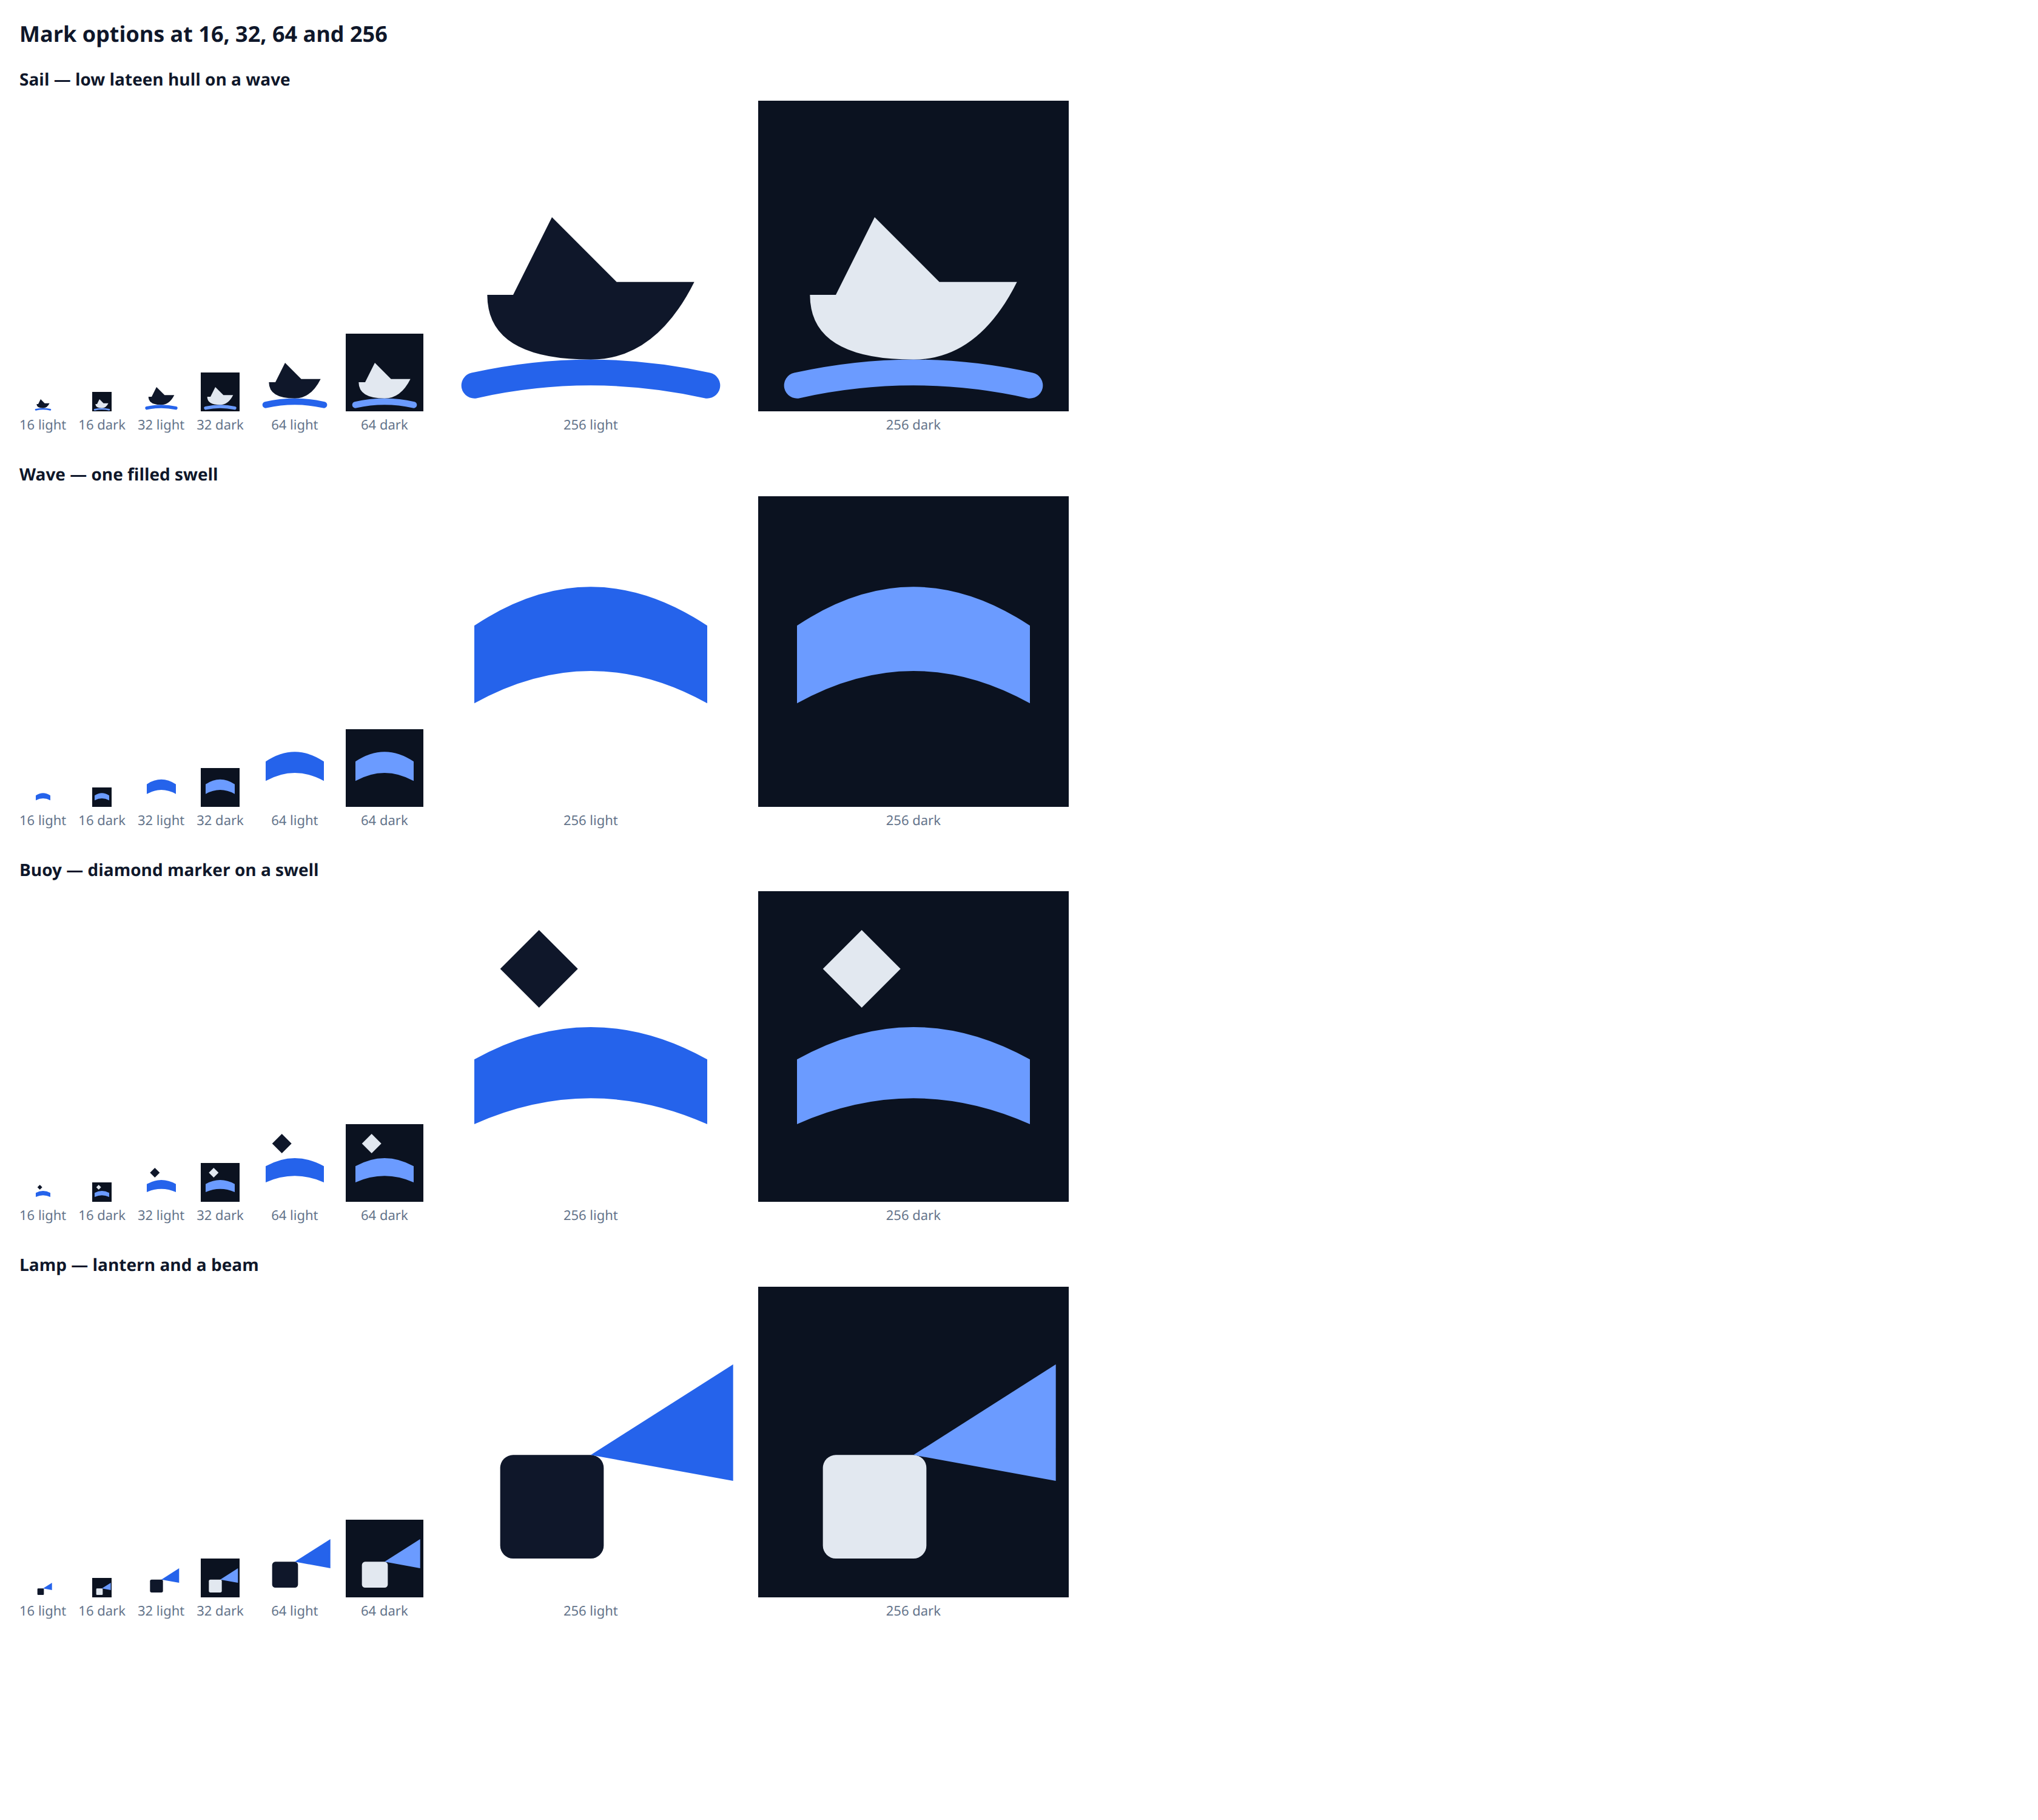 Mark options at 16, 32, 64 and 256
Sail — low lateen hull on a wave
16 light 16 dark 32 light 32 dark 64 light 64 dark 256 light 256 dark
Wave — one filled swell
16 light 16 dark 32 light 32 dark 64 light 64 dark 256 light 256 dark
Buoy — diamond marker on a swell
16 light 16 dark 32 light 32 dark 64 light 64 dark 256 light 256 dark
Lamp — lantern and a beam
16 light 16 dark 32 light 32 dark 64 light 64 dark 256 light 256 dark